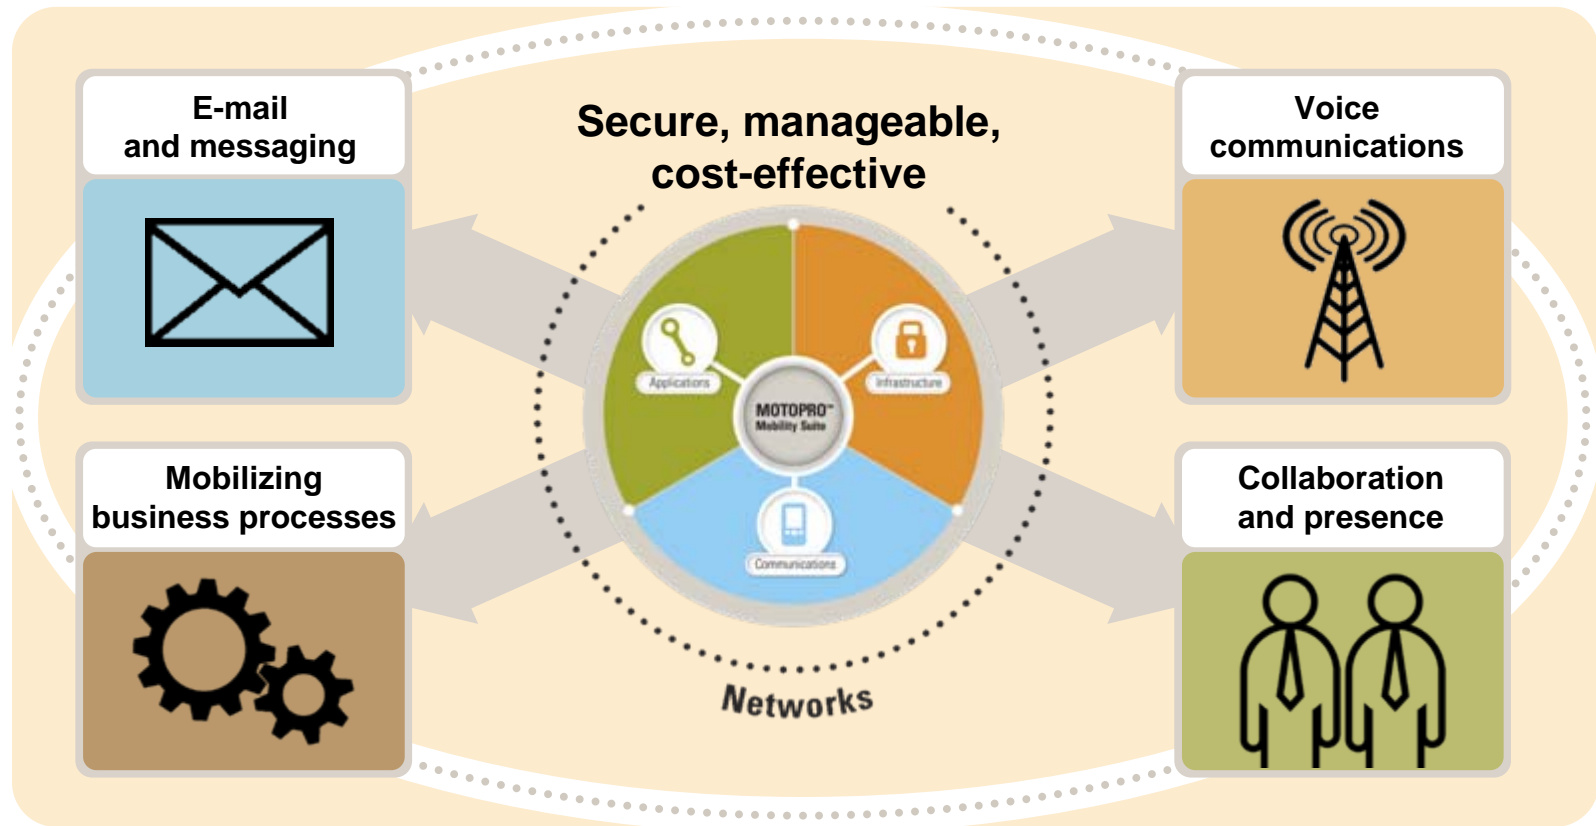 E-mail
and messaging
Secure, manageable,
cost-effective
Voice
communications
Applications
Infrastructure
MOTOPRO™
Mobility Suite
Communications
Mobilizing
business processes
Collaboration
and presence
Networks